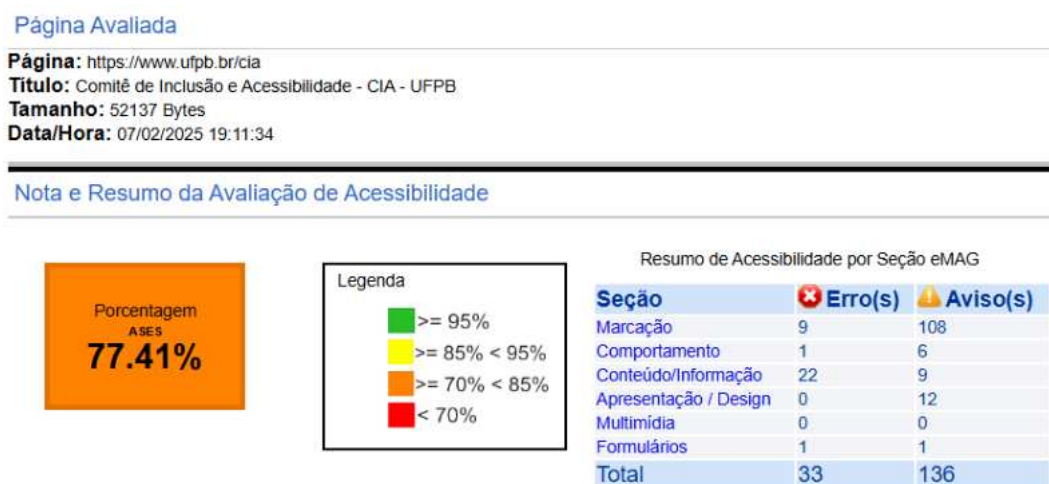 Página Avaliada
Página: https://www.ufpb.br/cia
Título: Comitê de Inclusão e Acessibilidade - CIA - UFPB
Tamanho: 52137 Bytes
Data/Hora: 07/02/2025 19:11:34
Nota e Resumo da Avaliação de Acessibilidade
Porcentagem
ASES
77.41%
Legenda
>= 95%
>= 85% < 95%
>= 70% < 85%
< 70%
Resumo de Acessibilidade por Seção eMAG
Seção Erro(s) Aviso(s)
Marcação 9 108
Comportamento 1 6
Conteúdo/Informação 22 9
Apresentação / Design 0 12
Multimídia 0 0
Formulários 1 1
Total 33 136